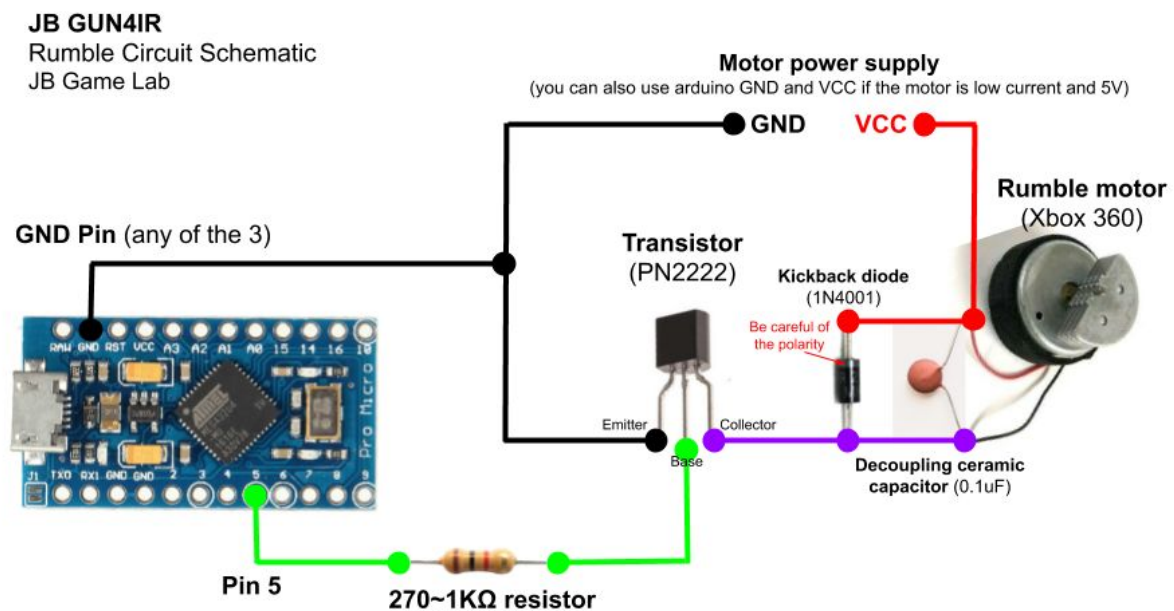 JB GUN4IR
Rumble Circuit Schematic
JB Game Lab
Motor power supply
(you can also use arduino GND and VCC if the motor is low current and 5V)
GND
VCC
Rumble motor
(Xbox 360)
GND Pin (any of the 3)
Transistor
(PN2222)
Kickback diode
(1N4001)
Be careful of
the polarity
RAW GND RST VCC A3 A2 A1 A0 15 14 16 10
Pro Micro
ATMEL
Emitter
Collector
Base
J1
TXO RX1 GND GND 2 3 4 5 6 7 8 9
Decoupling ceramic
capacitor (0.1uF)
Pin 5
270~1KΩ resistor